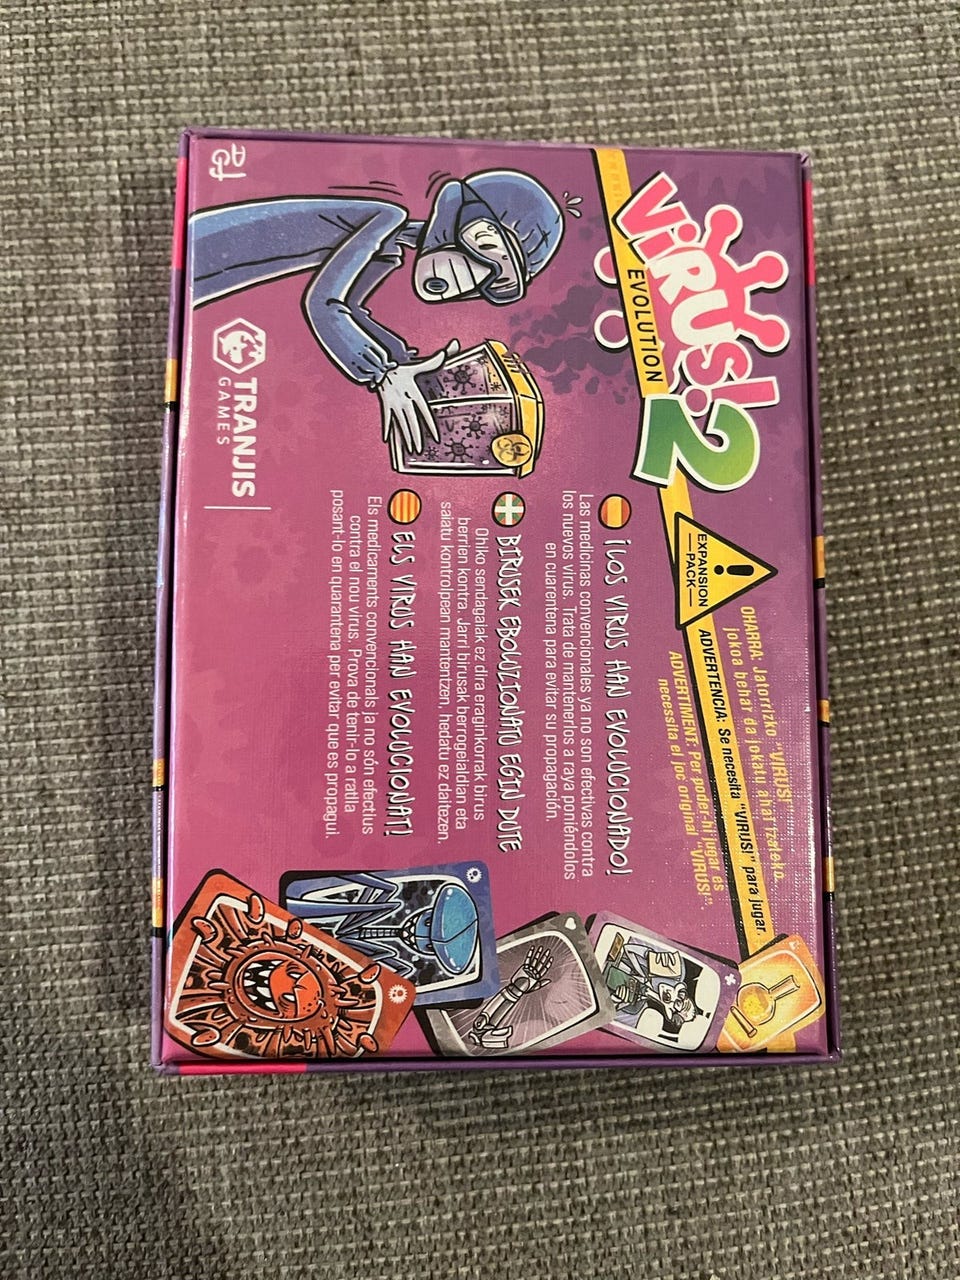 ViRUS! 2
EVOLUTION
EXPANSION
PACK
OHARRA: Jatorrizko "VIRUS!"
jokoa behar da jokatu ahal izateko.
ADVERTENCIA: Se necesita "VIRUS!" para jugar.
ADVERTIMENT: Per poder-hi jugar és
necessita el joc original "VIRUS!".
¡LOS VIRUS HAN EVOLUCIONADO!
Las medicinas convencionales ya no son efectivas contra
los nuevos virus. Trata de mantenerlos a raya poniéndolos
en cuarentena para evitar su propagación.
BIRUSEK EBOLUZIONATU EGIN DUTE
Ohiko sendagaiak ez dira eraginkorrak birus
berrien kontra. Jarri birusak berrogeialdian eta
saiatu kontrolpean mantentzen, hedatu ez daitezen.
ELS VIRUS HAN EVOLUCIONAT!
Els medicaments convencionals ja no són efectius
contra el nou virus. Prova de tenir-lo a ratlla
posant-lo en quarantena per evitar que es propagui.
TRANJIS
GAMES
DGJ